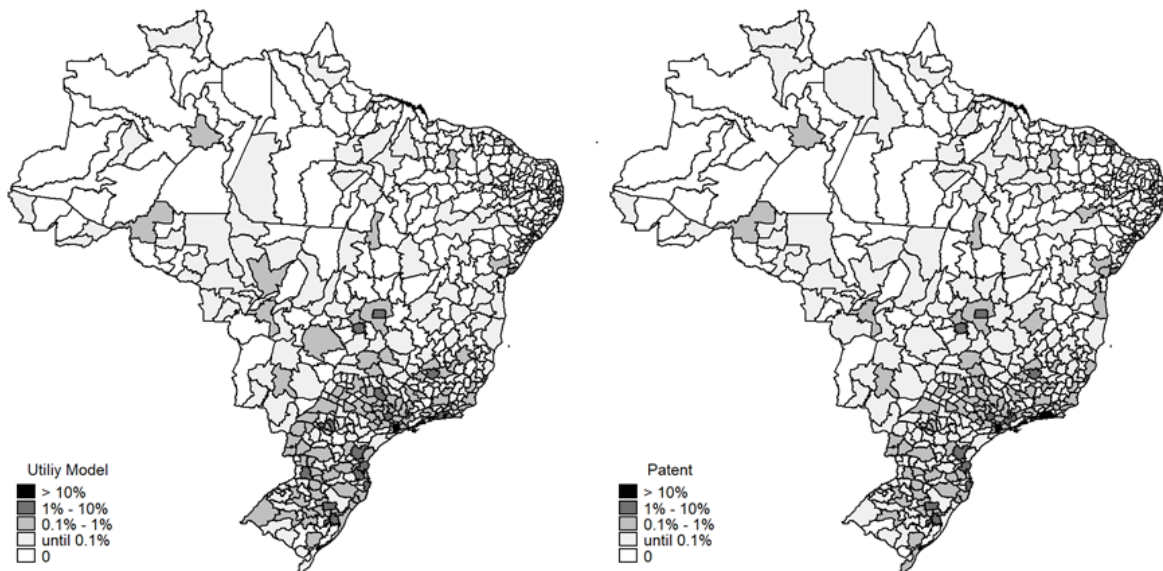 Utiliy Model
> 10%
1% - 10%
0.1% - 1%
until 0.1%
0
Patent
> 10%
1% - 10%
0.1% - 1%
until 0.1%
0